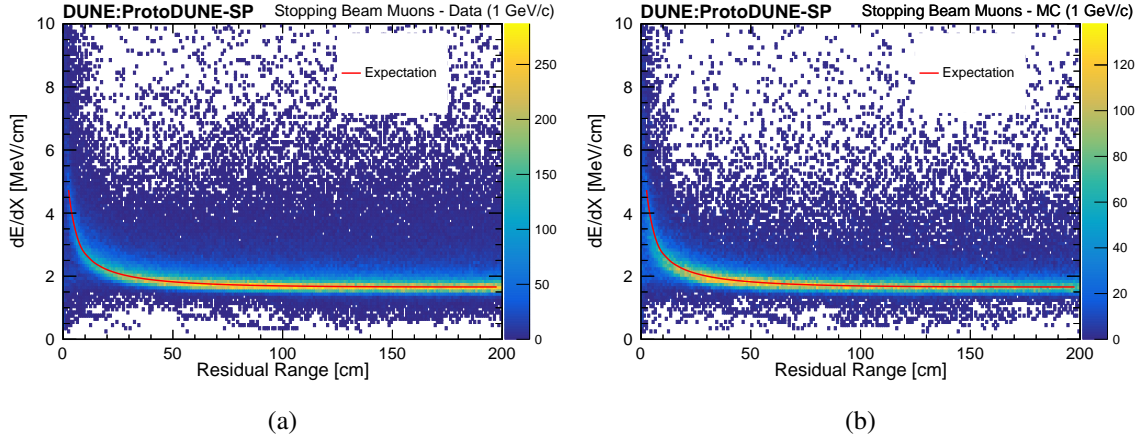 DUNE:ProtoDUNE-SP Stopping Beam Muons - Data (1 GeV/c)
10
8
6
4
2
0
dE/dX [MeV/cm]
Expectation
250
200
150
100
50
0
0 50 100 150 200
Residual Range [cm]
(a)
DUNE:ProtoDUNE-SP Stopping Beam Muons - MC (1 GeV/c)
10
8
6
4
2
0
dE/dX [MeV/cm]
Expectation
120
100
80
60
40
20
0
0 50 100 150 200
Residual Range [cm]
(b)